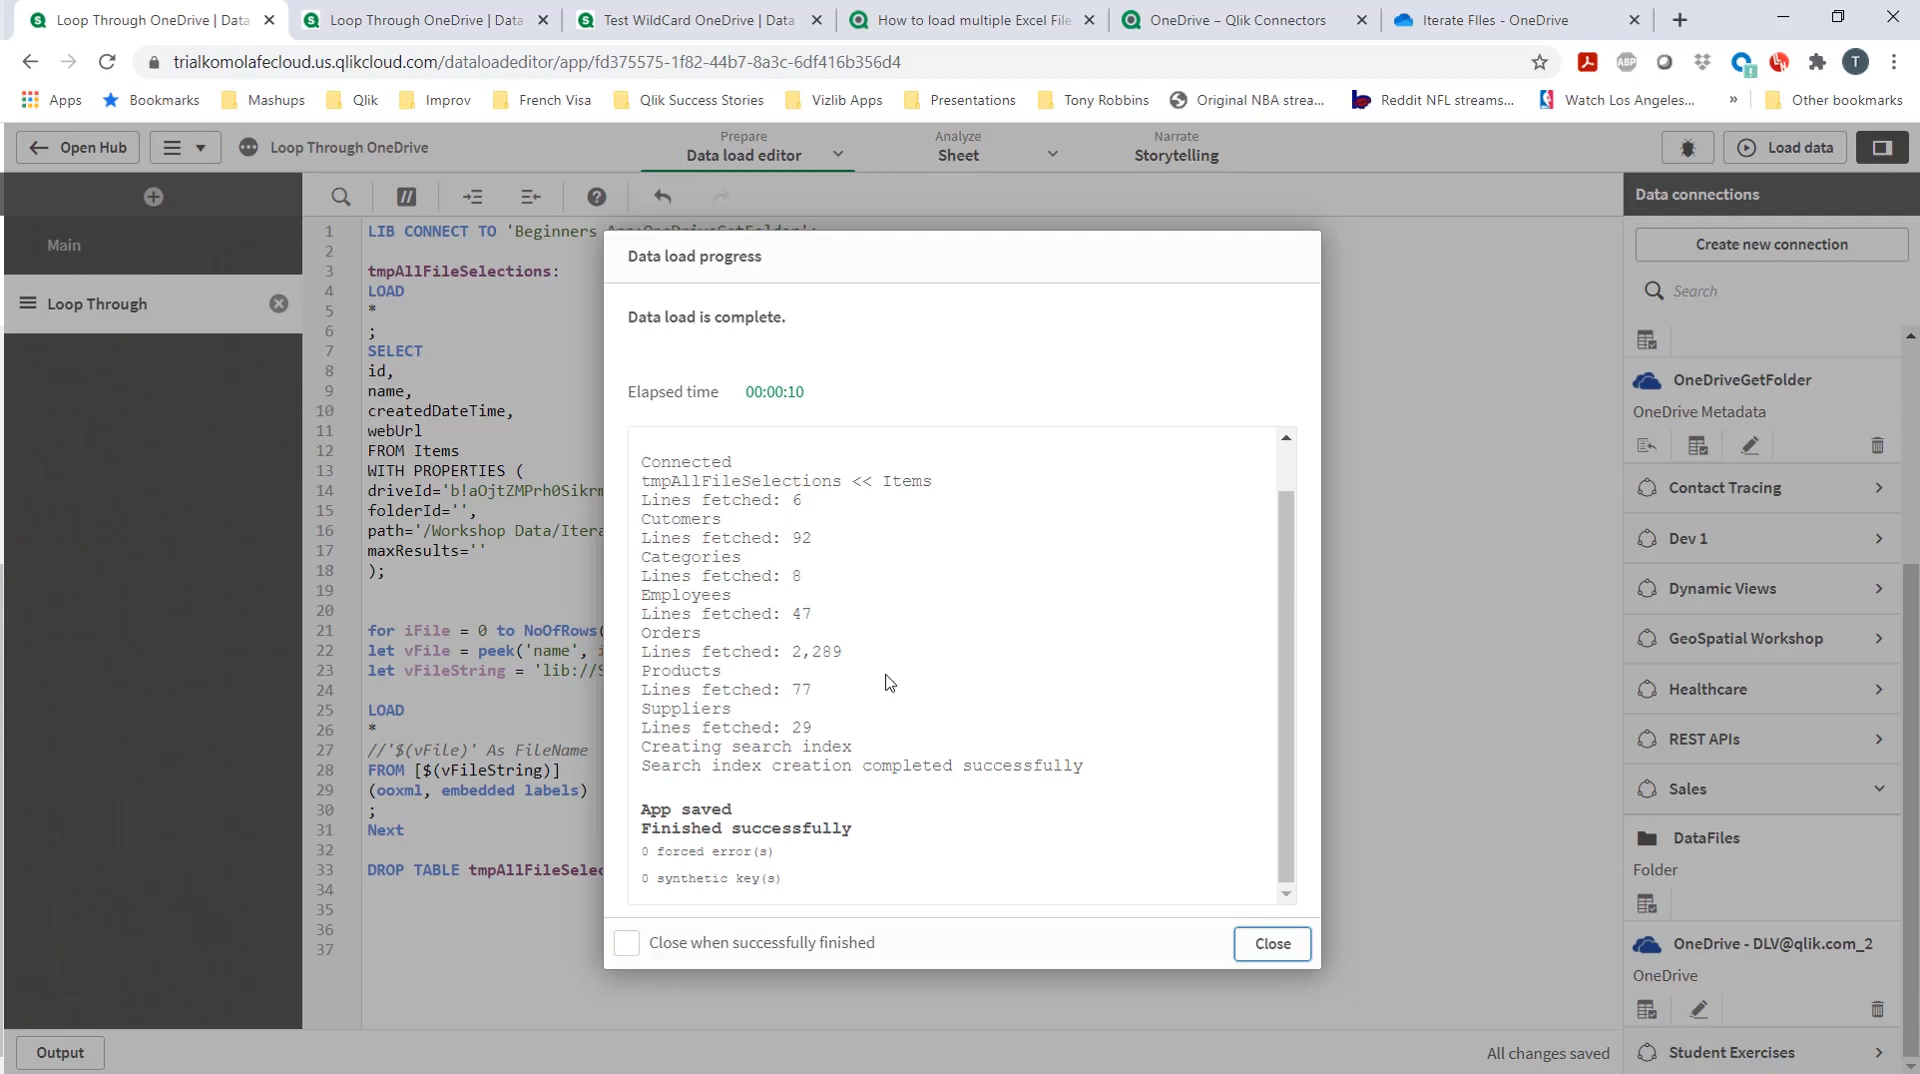 Loop Through OneDrive | Data
Loop Through OneDrive | Data
Test WildCard OneDrive | Data
How to load multiple Excel File
OneDrive – Qlik Connectors
Iterate FIles - OneDrive
trialkomolafecloud.us.qlikcloud.com/dataloadeditor/app/fd375575-1f82-44b7-8a3c-6df416b356d4
ABP
T
Apps
Bookmarks
Mashups
Qlik
Improv
French Visa
Qlik Success Stories
Vizlib Apps
Presentations
Tony Robbins
Original NBA strea...
Reddit NFL streams...
Watch Los Angeles...
»
Other bookmarks
Open Hub
Loop Through OneDrive
Prepare
Data load editor
Analyze
Sheet
Narrate
Storytelling
Load data
Main
Loop Through
1 LIB CONNECT TO 'Beginners App:OneDriveGetFolder';
2
3 tmpAllFileSelections:
4 LOAD
5 *
6 ;
7 SELECT
8 id,
9 name,
10 createdDateTime,
11 webUrl
12 FROM Items
13 WITH PROPERTIES (
14 driveId='b!aOjtZMPrh0Sikrm
15 folderId='',
16 path='/Workshop Data/Itera
17 maxResults=''
18 );
19
20
21 for iFile = 0 to NoOfRows(
22 let vFile = peek('name', i
23 let vFileString = 'lib://S
24
25 LOAD
26 *
27 //'$(vFile)' As FileName
28 FROM [$(vFileString)]
29 (ooxml, embedded labels)
30 ;
31 Next
32
33 DROP TABLE tmpAllFileSelec
34
35
36
37
Data load progress
Data load is complete.
Elapsed time 00:00:10
Connected
tmpAllFileSelections << Items
Lines fetched: 6
Cutomers
Lines fetched: 92
Categories
Lines fetched: 8
Employees
Lines fetched: 47
Orders
Lines fetched: 2,289
Products
Lines fetched: 77
Suppliers
Lines fetched: 29
Creating search index
Search index creation completed successfully
App saved
Finished successfully
0 forced error(s)
0 synthetic key(s)
Close when successfully finished
Close
Data connections
Create new connection
Search
OneDriveGetFolder
OneDrive Metadata
Contact Tracing
Dev 1
Dynamic Views
GeoSpatial Workshop
Healthcare
REST APIs
Sales
DataFiles
Folder
OneDrive - DLV@qlik.com_2
OneDrive
Student Exercises
Output
All changes saved